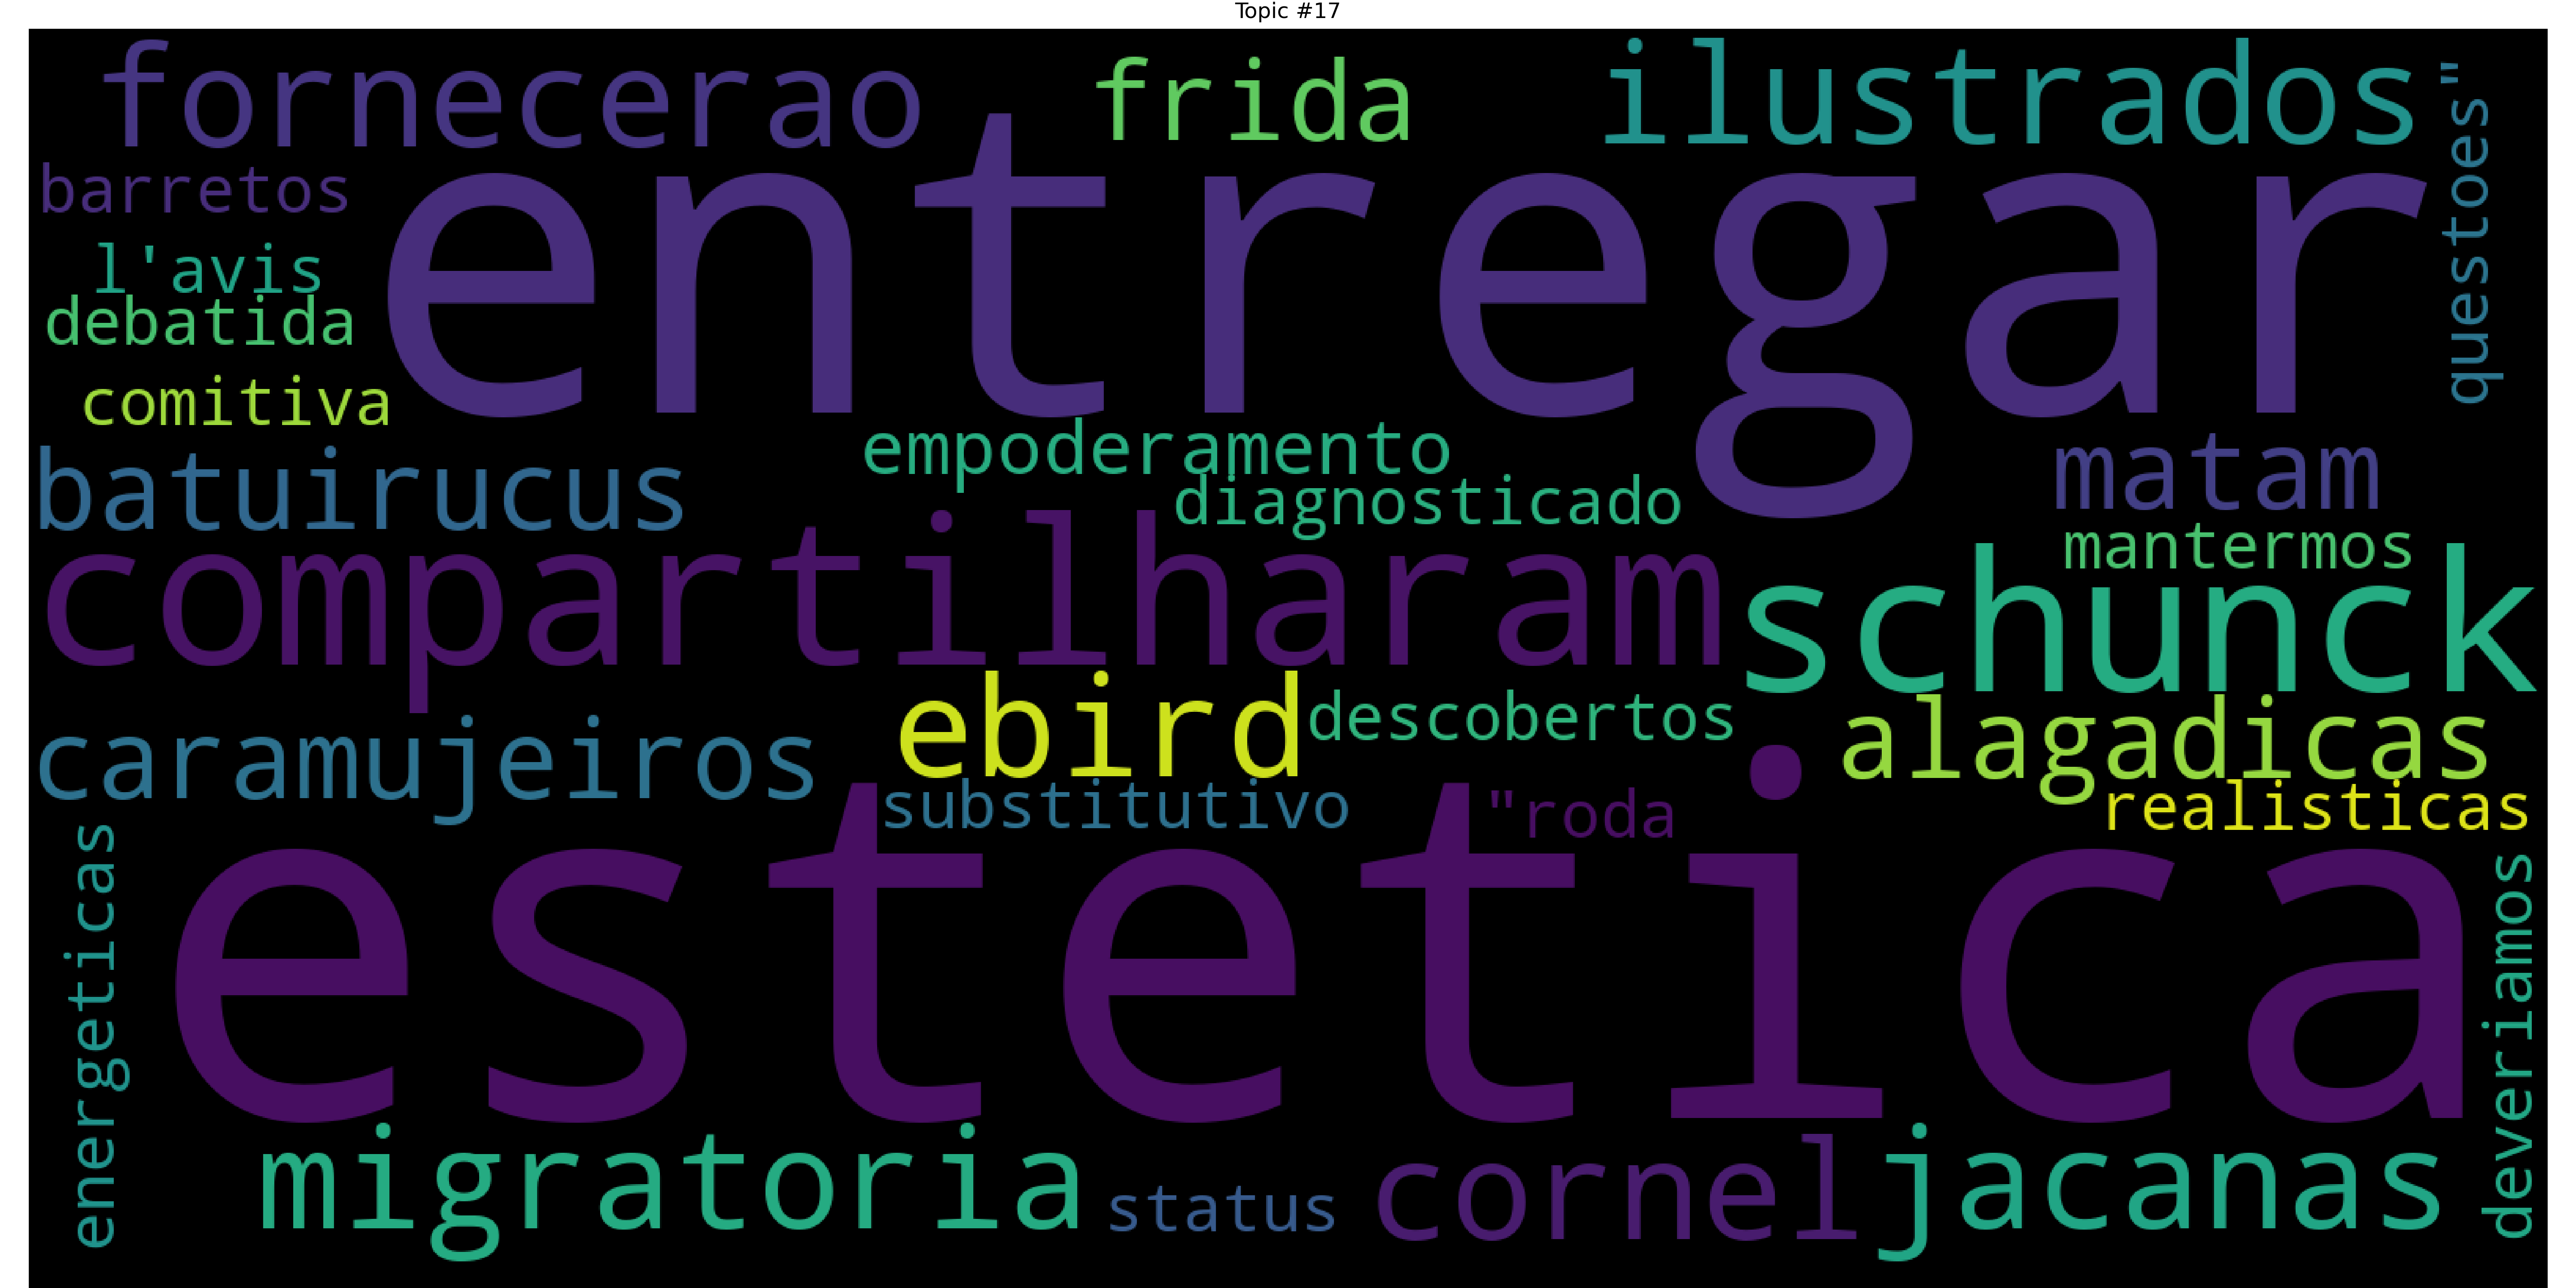 Topic #17
fornecerao
frida
ilustrados
questoes"
barretos
entregar
l'avis
debatida
comitiva
empoderamento
batuirucus
diagnosticado
matam
mantermos
compartilharam
schunck
ebird
descobertos
alagadicas
caramujeiros
substitutivo
"roda
realisticas
energeticas
estetica
deveriamos
migratoria
status
cornel
jacanas